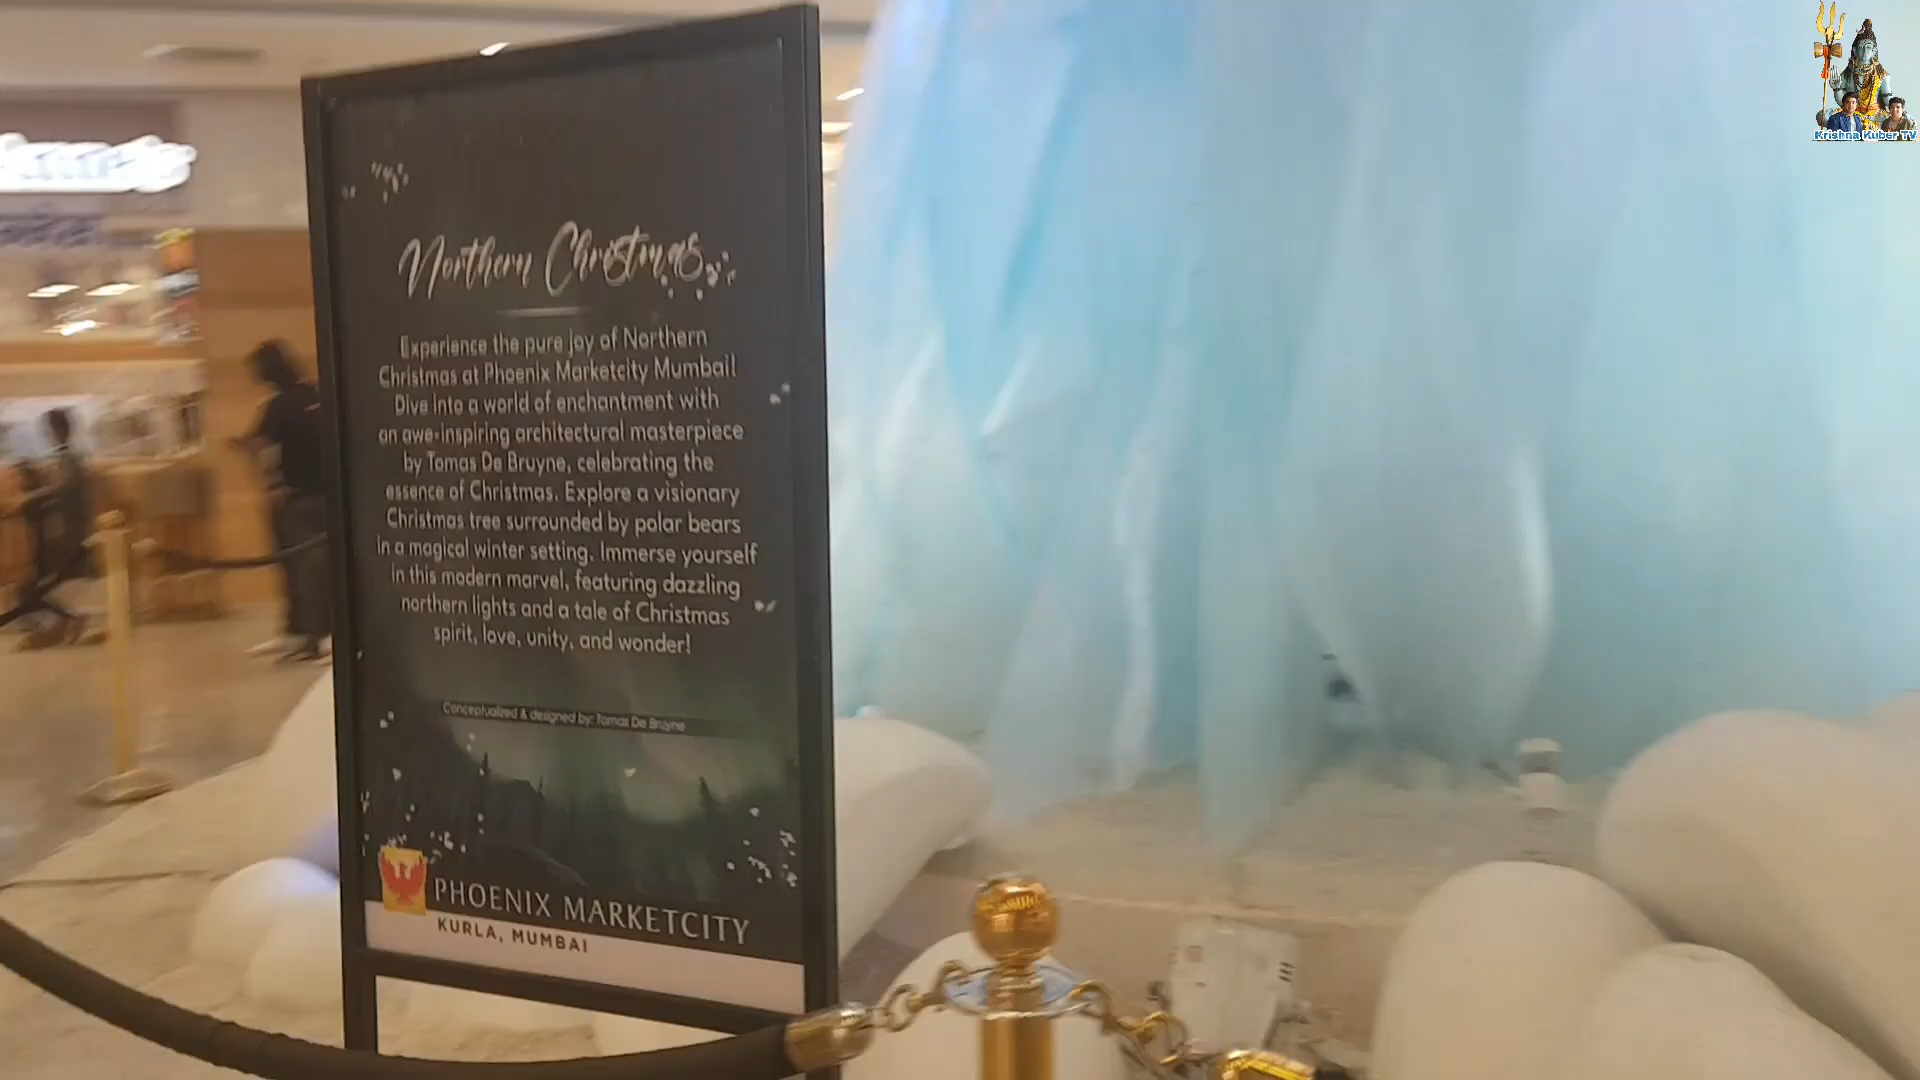 Krishna Kuber TV
Northern Christmas
Experience the pure joy of Northern
Christmas at Phoenix Marketcity Mumbai!
Dive into a world of enchantment with
an awe-inspiring architectural masterpiece
by Tomas De Bruyne, celebrating the
essence of Christmas. Explore a visionary
Christmas tree surrounded by polar bears
in a magical winter setting. Immerse yourself
in this modern marvel, featuring dazzling
northern lights and a tale of Christmas
spirit, love, unity, and wonder!
Conceptualized & designed by: Tomas De Bruyne
PHOENIX MARKETCITY
KURLA, MUMBAI